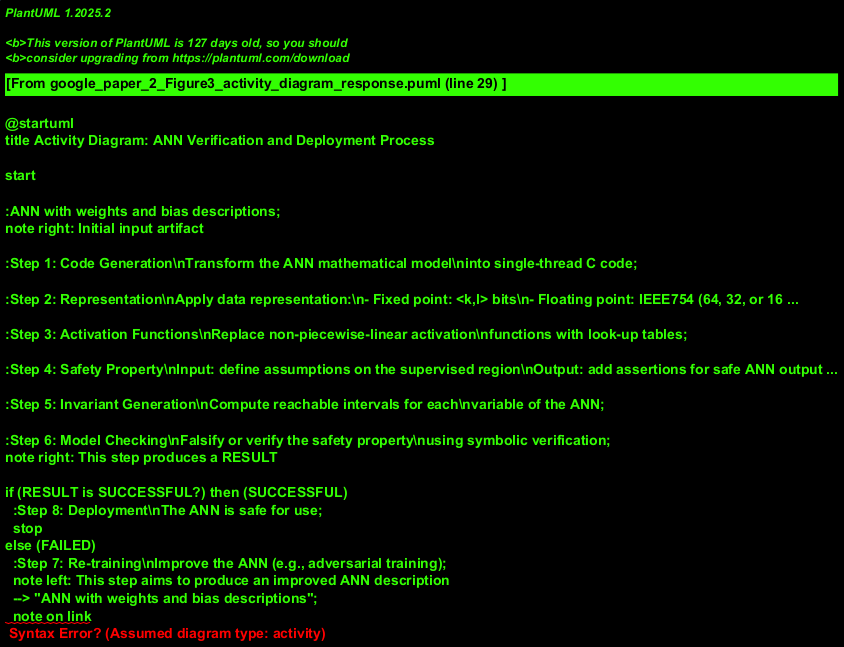 PlantUML 1.2025.2
<b>This version of PlantUML is 127 days old, so you should
<b>consider upgrading from https://plantuml.com/download
[From google_paper_2_Figure3_activity_diagram_response.puml (line 29) ]
@startuml
title Activity Diagram: ANN Verification and Deployment Process
start
:ANN with weights and bias descriptions;
note right: Initial input artifact
:Step 1: Code Generation\nTransform the ANN mathematical model\ninto single-thread C code;
:Step 2: Representation\nApply data representation:\n- Fixed point: <k,l> bits\n- Floating point: IEEE754 (64, 32, or 16 ...
:Step 3: Activation Functions\nReplace non-piecewise-linear activation\nfunctions with look-up tables;
:Step 4: Safety Property\nInput: define assumptions on the supervised region\nOutput: add assertions for safe ANN output ...
:Step 5: Invariant Generation\nCompute reachable intervals for each\nvariable of the ANN;
:Step 6: Model Checking\nFalsify or verify the safety property\nusing symbolic verification;
note right: This step produces a RESULT
if (RESULT is SUCCESSFUL?) then (SUCCESSFUL)
:Step 8: Deployment\nThe ANN is safe for use;
stop
else (FAILED)
:Step 7: Re-training\nImprove the ANN (e.g., adversarial training);
note left: This step aims to produce an improved ANN description
--> "ANN with weights and bias descriptions";
note on link
Syntax Error? (Assumed diagram type: activity)